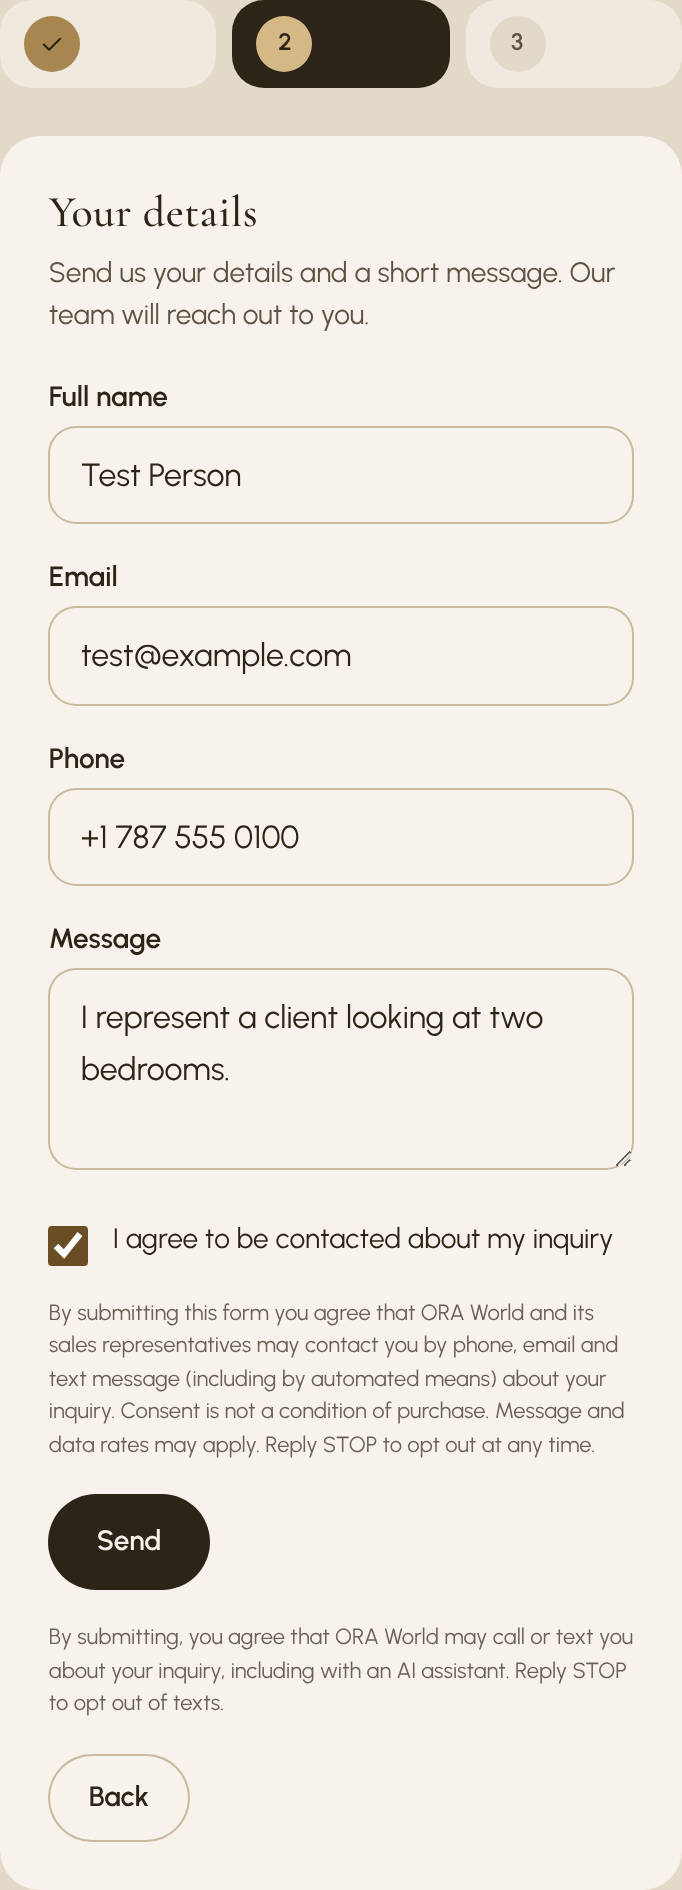 2
3
Your details
Send us your details and a short message. Our
team will reach out to you.
Full name
Test Person
Email
test@example.com
Phone
+1 787 555 0100
Message
I represent a client looking at two
bedrooms.
I agree to be contacted about my inquiry
By submitting this form you agree that ORA World and its
sales representatives may contact you by phone, email and
text message (including by automated means) about your
inquiry. Consent is not a condition of purchase. Message and
data rates may apply. Reply STOP to opt out at any time.
Send
By submitting, you agree that ORA World may call or text you
about your inquiry, including with an AI assistant. Reply STOP
to opt out of texts.
Back